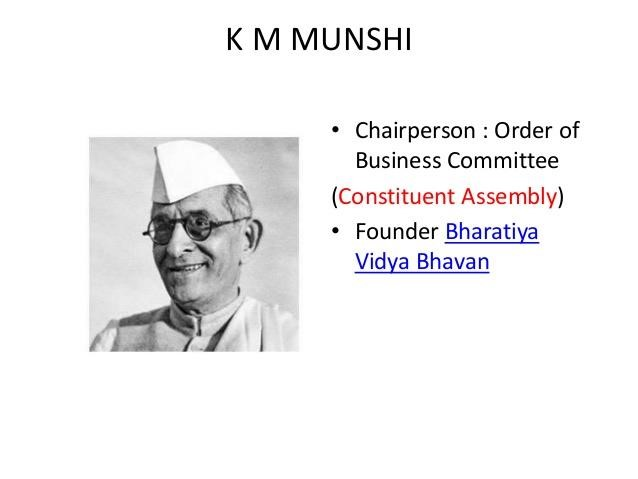 K M MUNSHI
• Chairperson : Order of
Business Committee
(Constituent Assembly)
• Founder Bharatiya
Vidya Bhavan